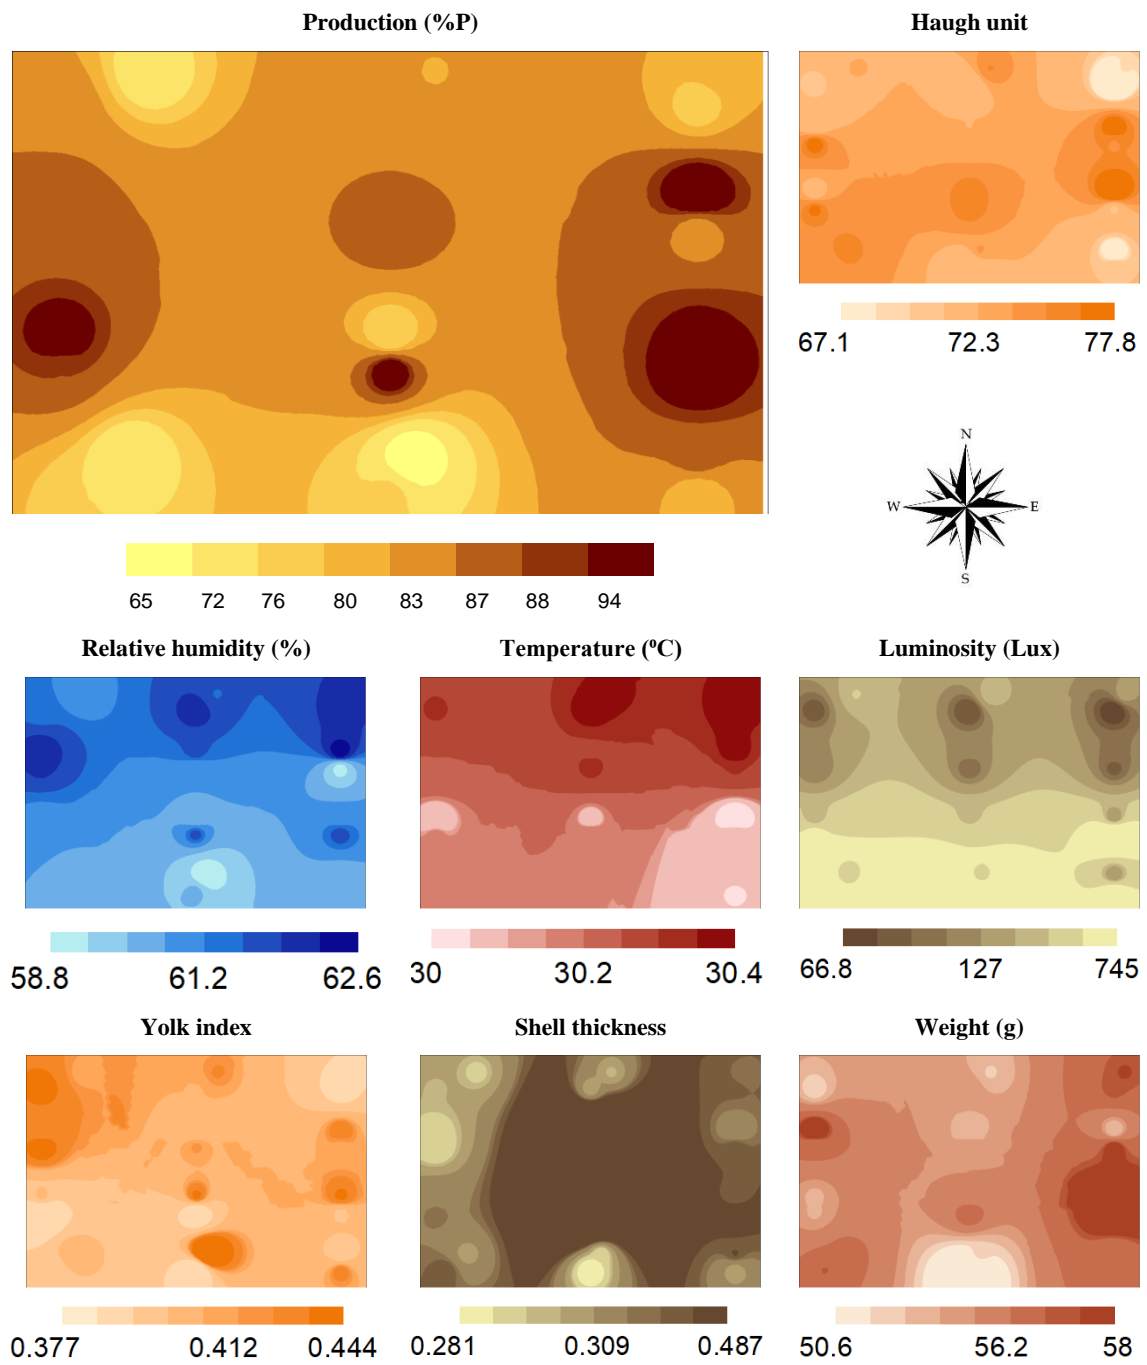 Production (%P)
Haugh unit
65 72 76 80 83 87 88 94
67.1 72.3 77.8
N
W E
S
Relative humidity (%)
Temperature (ºC)
Luminosity (Lux)
58.8 61.2 62.6
30 30.2 30.4
66.8 127 745
Yolk index
Shell thickness
Weight (g)
0.377 0.412 0.444
0.281 0.309 0.487
50.6 56.2 58